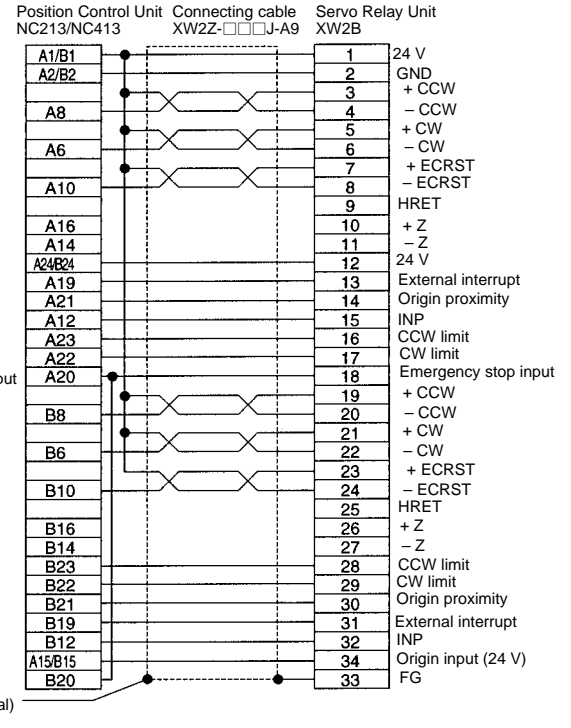 Position Control Unit Connecting cable Servo Relay Unit
NC213/NC413 XW2Z-□□□J-A9 XW2B
A1/B1 1 24 V
A2/B2 2 GND
3 + CCW
A8 4 – CCW
5 + CW
A6 6 – CW
7 + ECRST
A10 8 – ECRST
9 HRET
A16 10 + Z
A14 11 – Z
A24/B24 12 24 V
A19 13 External interrupt
A21 14 Origin proximity
A12 15 INP
A23 16 CCW limit
A22 17 CW limit
A20 18 Emergency stop input
19 + CCW
B8 20 – CCW
21 + CW
B6 22 – CW
23 + ECRST
B10 24 – ECRST
25 HRET
B16 26 + Z
B14 27 – Z
B23 28 CCW limit
B22 29 CW limit
B21 30 Origin proximity
B19 31 External interrupt
B12 32 INP
A15/B15 34 Origin input (24 V)
B20 33 FG